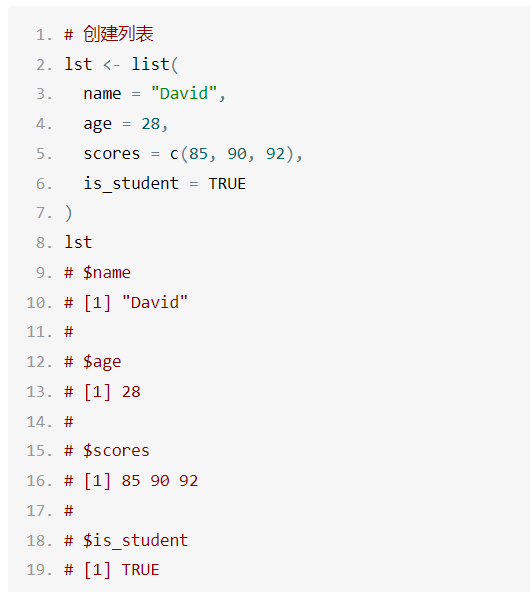 1. # 创建列表
2. lst <- list(
3.   name = "David",
4.   age = 28,
5.   scores = c(85, 90, 92),
6.   is_student = TRUE
7. )
8. lst
9. # $name
10. # [1] "David"
11. #
12. # $age
13. # [1] 28
14. #
15. # $scores
16. # [1] 85 90 92
17. #
18. # $is_student
19. # [1] TRUE